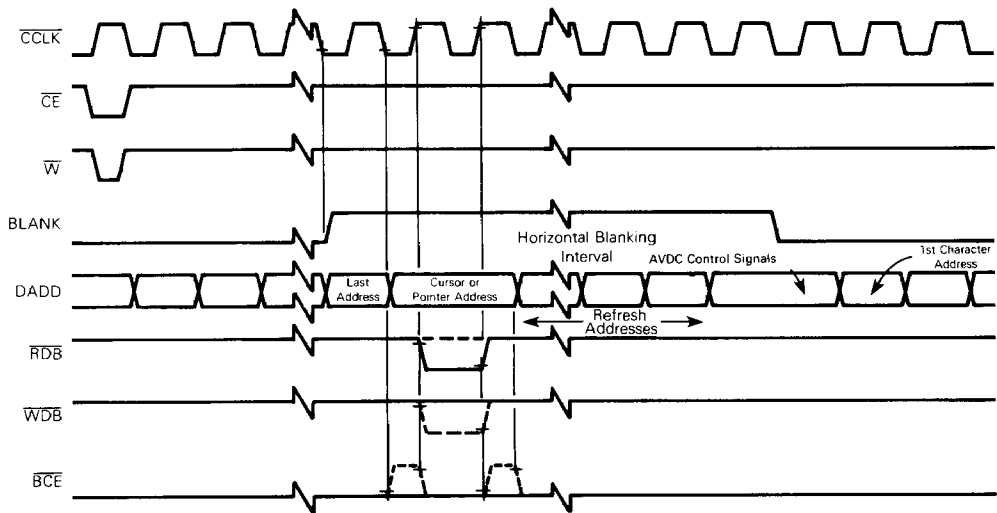 CCLK
CE
W
BLANK
Horizontal Blanking
Interval
AVDC Control Signals
1st Character
Address
DADD
Last
Address
Cursor or
Pointer Address
Refresh
Addresses
RDB
WDB
BCE